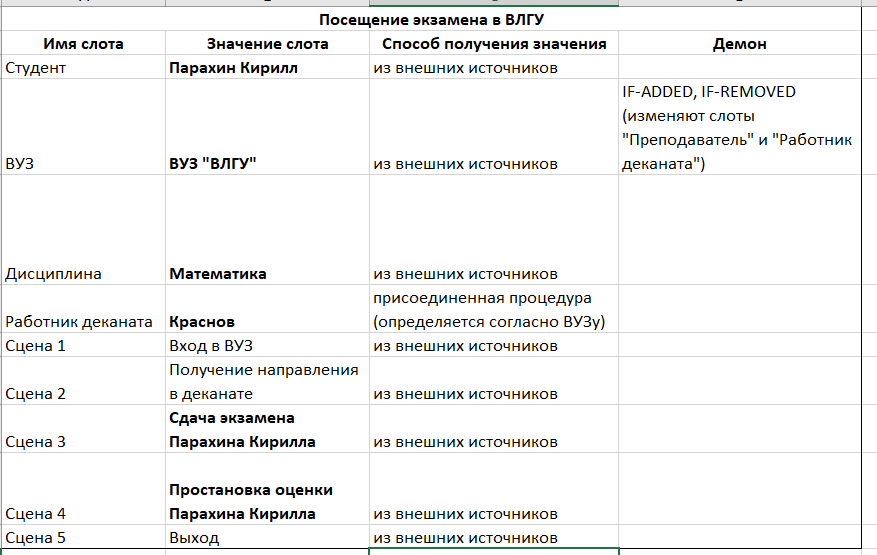 Посещение экзамена в ВЛГУ
Имя слота Значение слота Способ получения значения Демон
Студент Парахин Кирилл из внешних источников
IF-ADDED, IF-REMOVED
(изменяют слоты
"Преподаватель" и "Работник
ВУЗ ВУЗ "ВЛГУ" из внешних источников деканата")
Дисциплина Математика из внешних источников
присоединенная процедура
Работник деканата Краснов (определяется согласно ВУЗу)
Сцена 1 Вход в ВУЗ из внешних источников
Получение направления
Сцена 2 в деканате из внешних источников
Сдача экзамена
Сцена 3 Парахина Кирилла из внешних источников
Простановка оценки
Сцена 4 Парахина Кирилла из внешних источников
Сцена 5 Выход из внешних источников